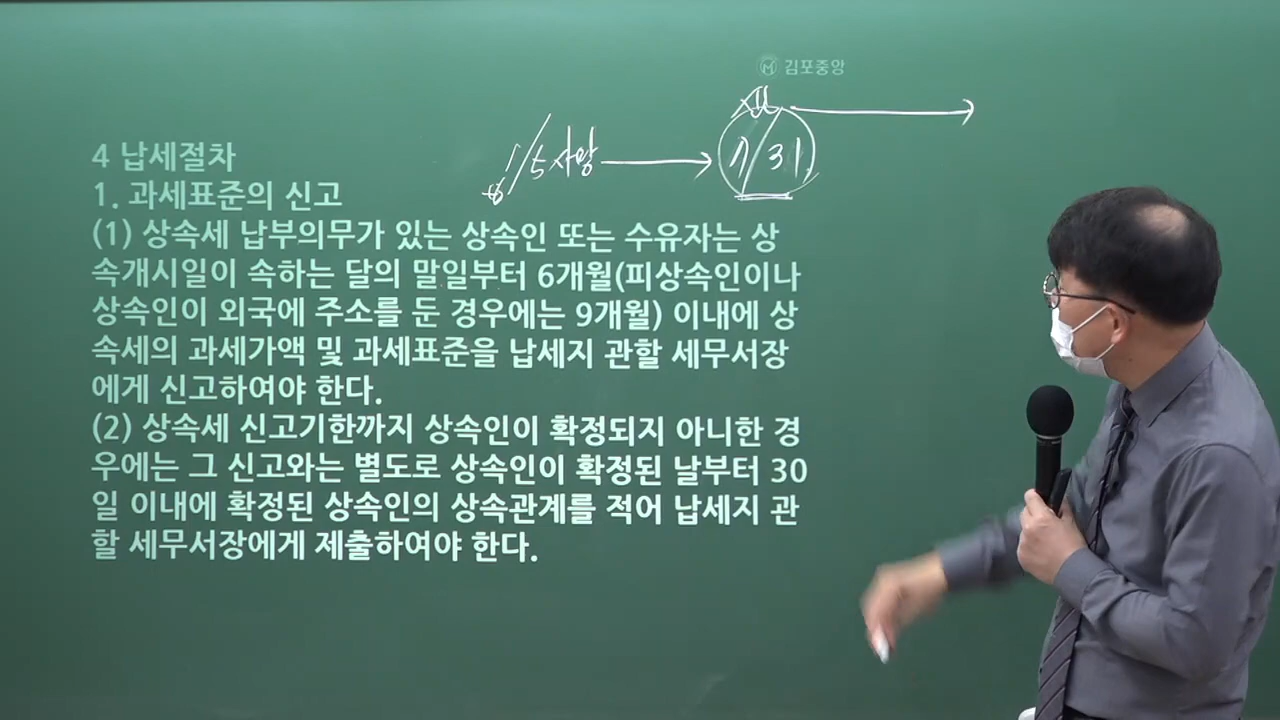 김포중앙
1/5 사망
7/31
4 납세절차
1. 과세표준의 신고
(1) 상속세 납부의무가 있는 상속인 또는 수유자는 상
속개시일이 속하는 달의 말일부터 6개월(피상속인이나
상속인이 외국에 주소를 둔 경우에는 9개월) 이내에 상
속세의 과세가액 및 과세표준을 납세지 관할 세무서장
에게 신고하여야 한다.
(2) 상속세 신고기한까지 상속인이 확정되지 아니한 경
우에는 그 신고와는 별도로 상속인이 확정된 날부터 30
일 이내에 확정된 상속인의 상속관계를 적어 납세지 관
할 세무서장에게 제출하여야 한다.